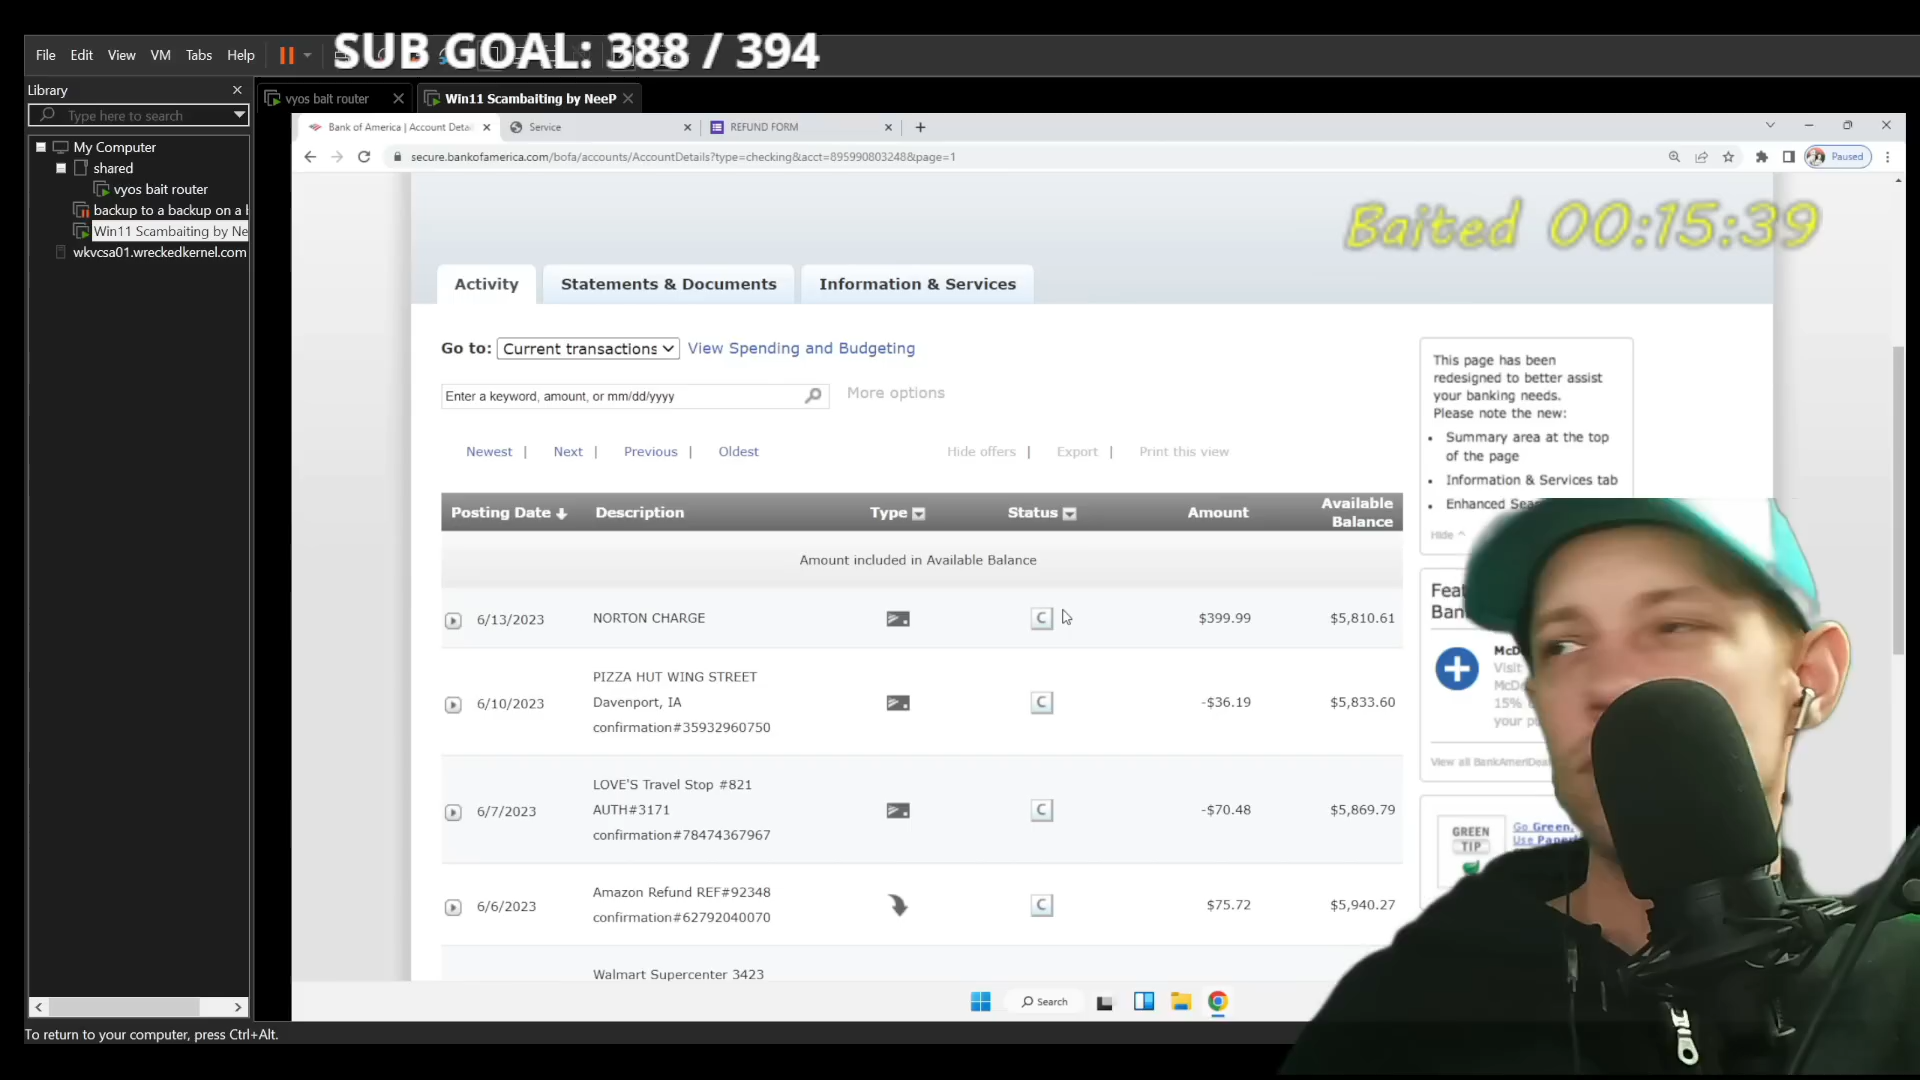 SUB GOAL: 388 / 394
File Edit View VM Tabs Help
Library
vyos bait router
Win11 Scambaiting by NeeP
Type here to search
Bank of America | Account Detai
Service
REFUND FORM
My Computer
shared
vyos bait router
backup to a backup on a
Win11 Scambaiting by Ne
wkvcsa01.wreckedkernel.com
secure.bankofamerica.com/bofa/accounts/AccountDetails?type=checking&acct=895990803248&page=1
Paused
Baited 00:15:39
Activity
Statements & Documents
Information & Services
Go to: Current transactions View Spending and Budgeting
Enter a keyword, amount, or mm/dd/yyyy
More options
Newest | Next | Previous | Oldest
Hide offers | Export | Print this view
Posting Date Description Type Status Amount Available Balance
Amount included in Available Balance
6/13/2023 NORTON CHARGE C $399.99 $5,810.61
PIZZA HUT WING STREET
6/10/2023 Davenport, IA C -$36.19 $5,833.60
confirmation#35932960750
LOVE'S Travel Stop #821
6/7/2023 AUTH#3171 C -$70.48 $5,869.79
confirmation#78474367967
Amazon Refund REF#92348
6/6/2023 C $75.72 $5,940.27
confirmation#62792040070
Walmart Supercenter 3423
This page has been
redesigned to better assist
your banking needs.
Please note the new:
• Summary area at the top
of the page
• Information & Services tab
• Enhanced
Hide ^
Visit
15%
your
View all
GREEN
TIP
Go Green,
Use
Search
To return to your computer, press Ctrl+Alt.